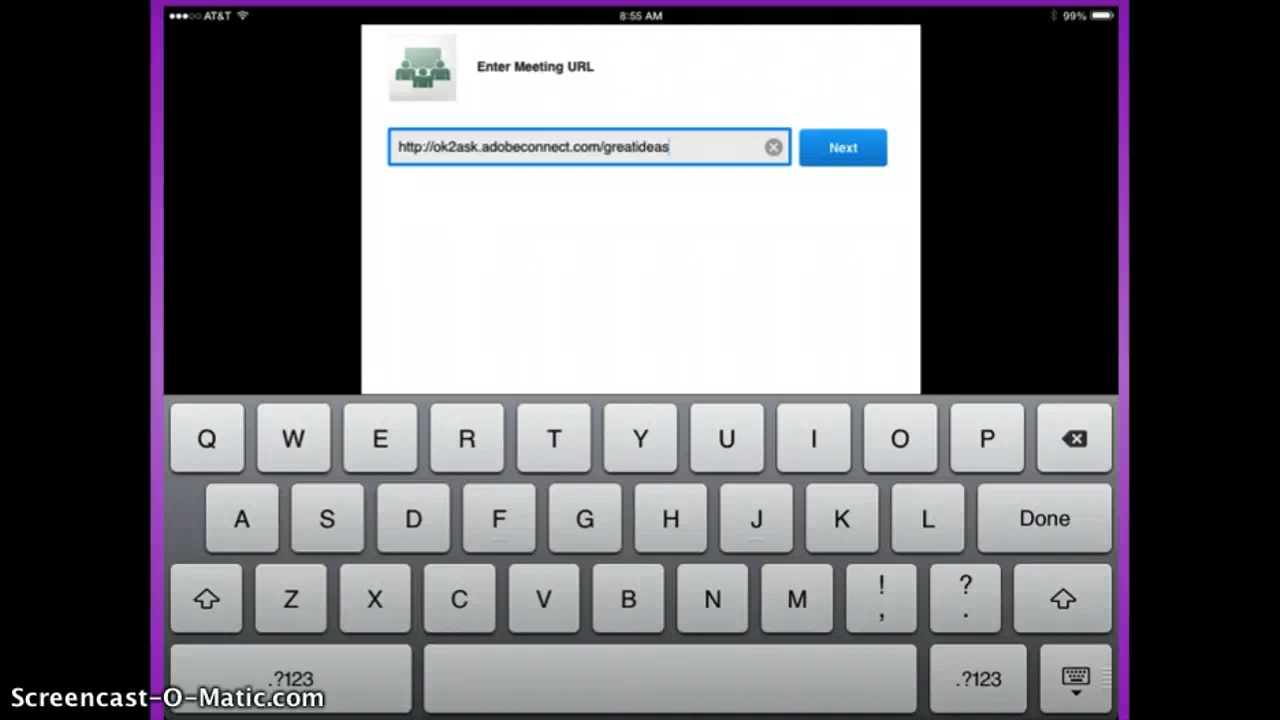 AT&T 8:55 AM 99%
Enter Meeting URL
http://ok2ask.adobeconnect.com/greatideas Next
Q W E R T Y U I O P
A S D F G H J K L Done
Z X C V B N M ! , ? .
.?123 .?123
Screencast-O-Matic.com